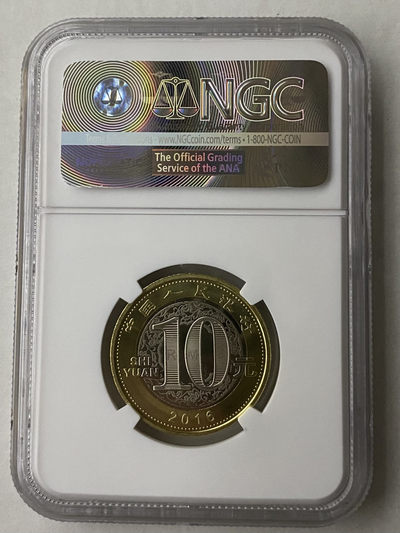 NGC
www.NGCcoin.com/terms • 1-800-NGC-COIN
The Official Grading
Service of the ANA
中国人民银行
10
SHI
YUAN
元
2016